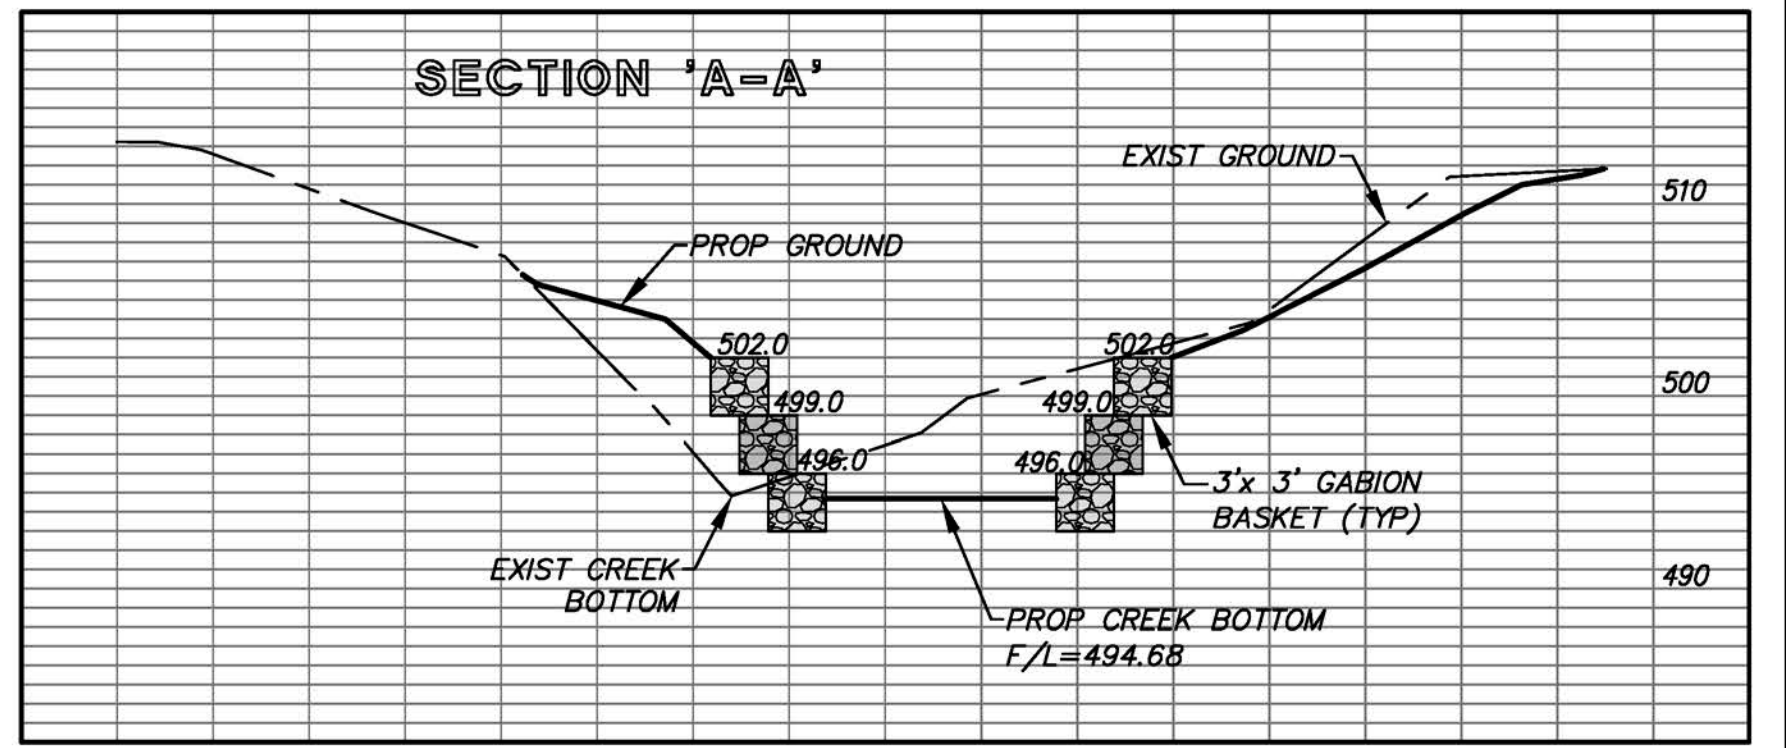 SECTION 'A-A'
EXIST GROUND
510
PROP GROUND
502.0
502.0
500
499.0
499.0
496.0
496.0
3'x 3' GABION
BASKET (TYP)
EXIST CREEK
BOTTOM
490
PROP CREEK BOTTOM
F/L=494.68